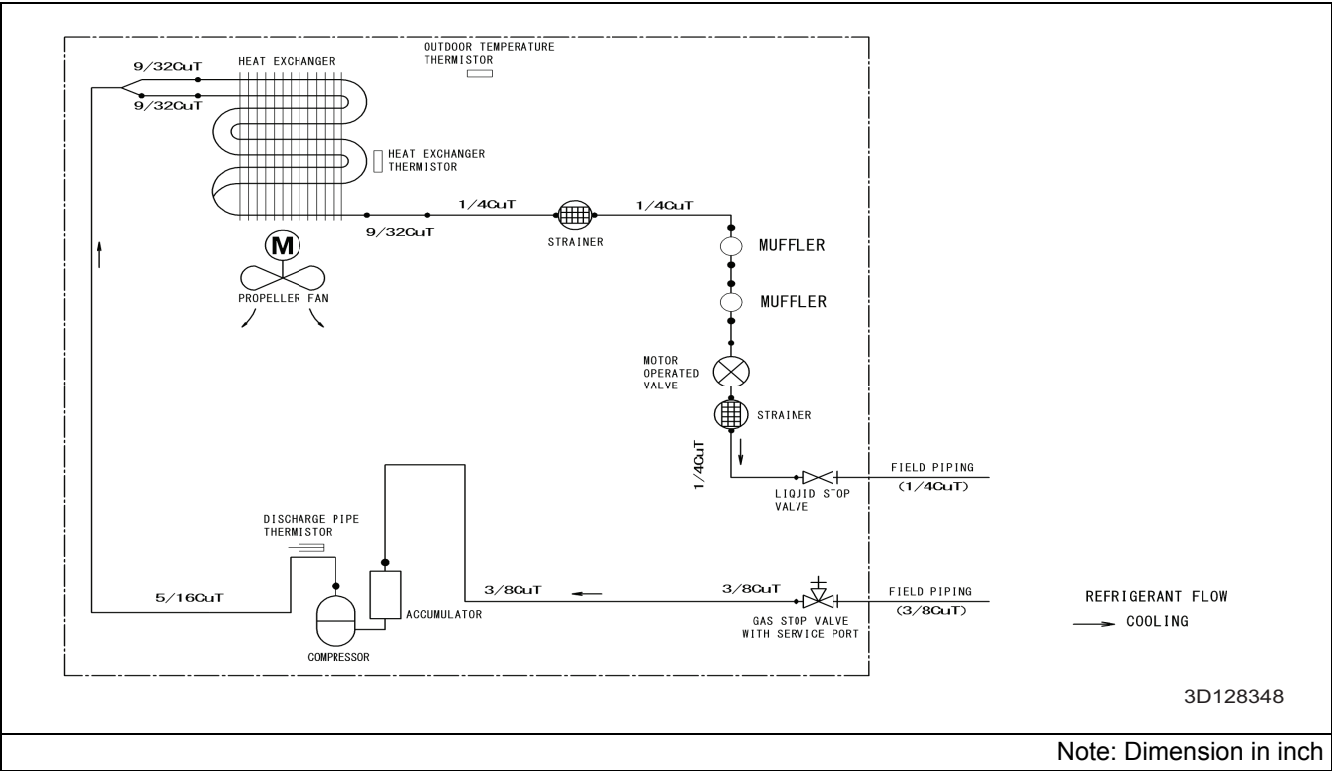 OUTDOOR TEMPERATURE
THERMISTOR
9/32CuT
HEAT EXCHANGER
9/32CuT
HEAT EXCHANGER
THERMISTOR
1/4CuT
1/4CuT
9/32CuT
STRAINER
M
MUFFLER
PROPELLER FAN
MUFFLER
MOTOR
OPERATED
VALVE
STRAINER
1/4CuT
FIELD PIPING
(1/4CuT)
LIQUID STOP
VALVE
DISCHARGE PIPE
THERMISTOR
5/16CuT
3/8CuT
3/8CuT
FIELD PIPING
(3/8CuT)
ACCUMULATOR
GAS STOP VALVE
WITH SERVICE PORT
COMPRESSOR
REFRIGERANT FLOW
COOLING
3D128348
Note: Dimension in inch